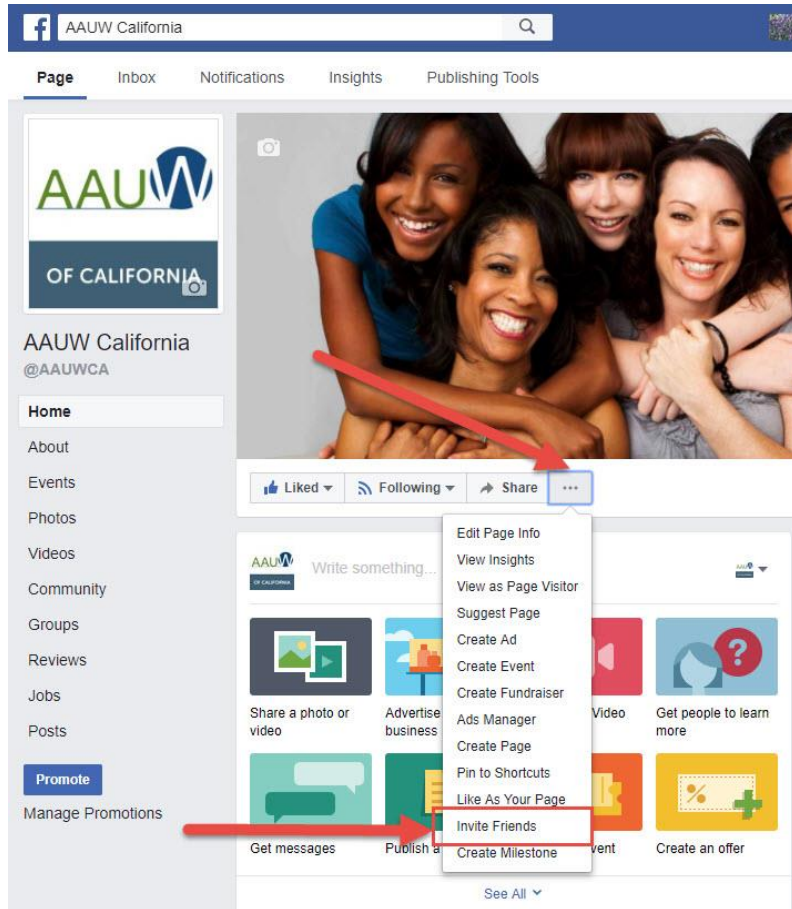 f
AAUW California
Page
Inbox
Notifications
Insights
Publishing Tools
AAUW
OF CALIFORNIA
AAUW California
@AAUWCA
Home
About
Events
Photos
Videos
Community
Groups
Reviews
Jobs
Posts
Promote
Manage Promotions
Liked
Following
Share
...
Edit Page Info
View Insights
View as Page Visitor
Suggest Page
Create Ad
Create Event
Create Fundraiser
Ads Manager
Create Page
Pin to Shortcuts
Like As Your Page
Invite Friends
Create Milestone
AAUW
OF CALIFORNIA
Write something...
Share a photo or
video
Advertise
business
Video
Get people to learn
more
?
Get messages
Publish a
vent
Create an offer
%
See All